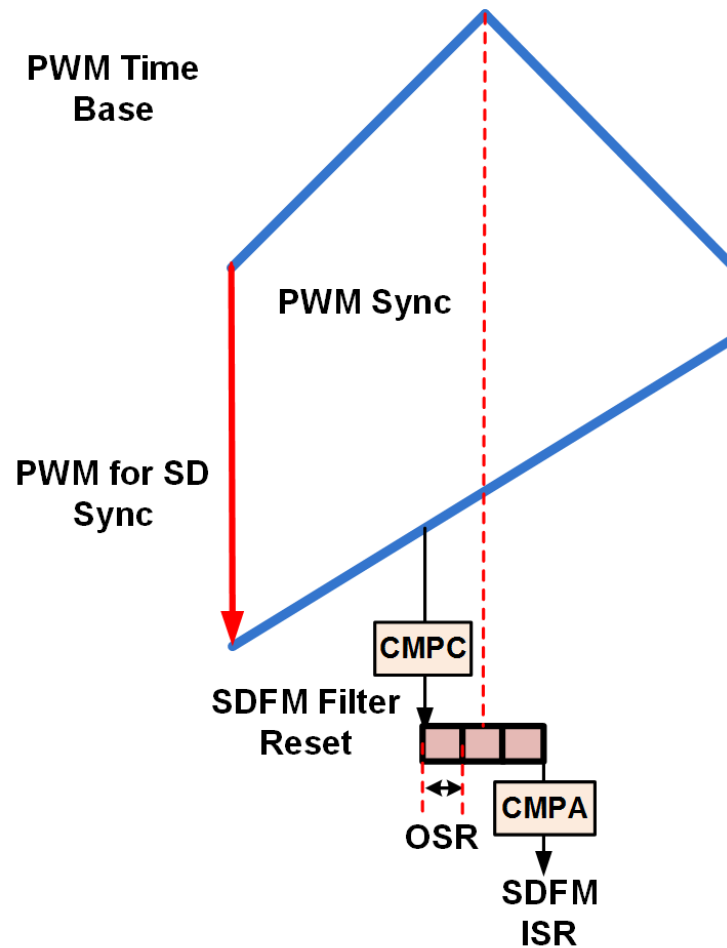 PWM Time
Base
PWM Sync
PWM for SD
Sync
CMPC
SDFM Filter
Reset
CMPA
OSR
SDFM
ISR